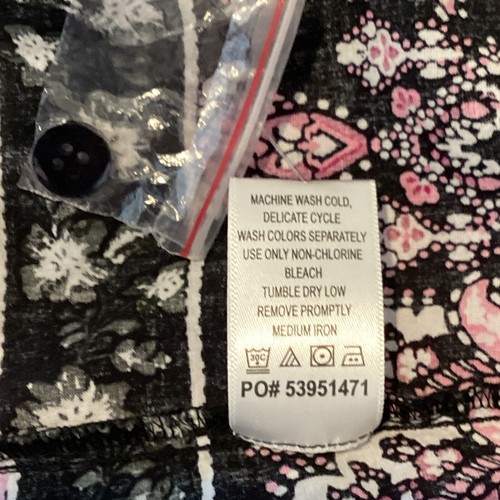 MACHINE WASH COLD,
DELICATE CYCLE
WASH COLORS SEPARATELY
USE ONLY NON-CHLORINE
BLEACH
TUMBLE DRY LOW
REMOVE PROMPTLY
MEDIUM IRON
30C
PO# 53951471